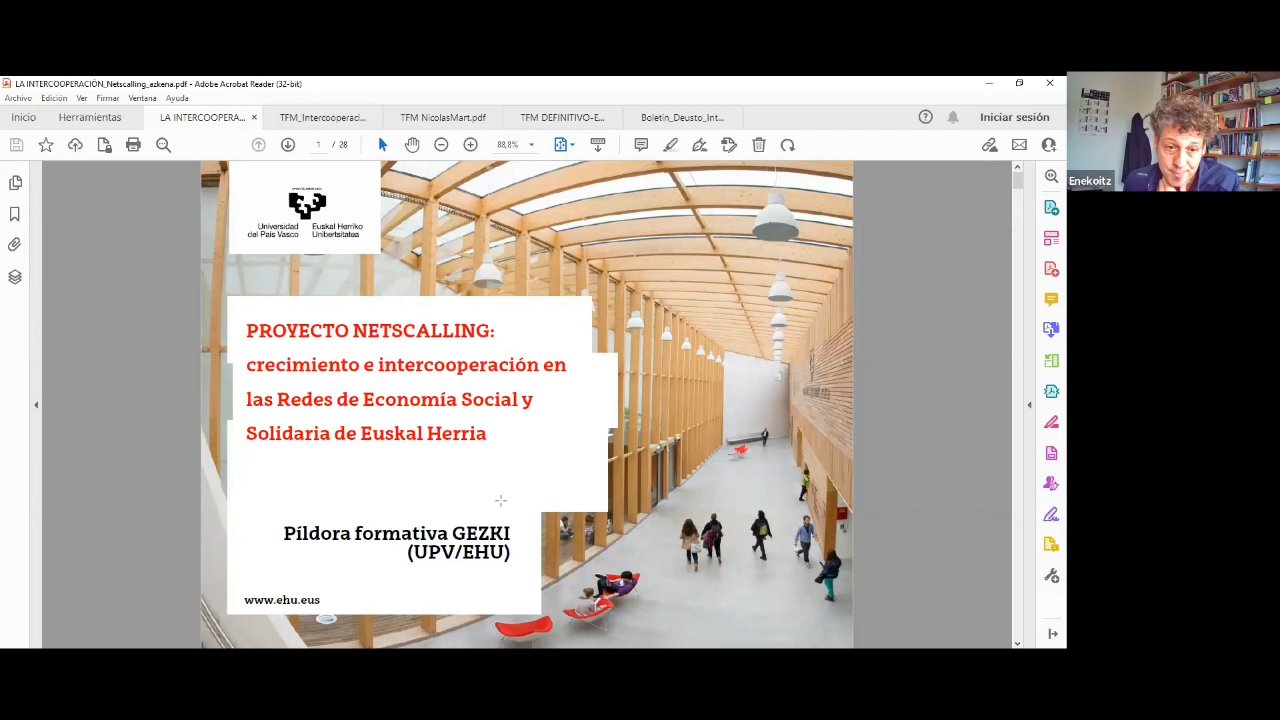 LA INTERCOOPERACIÓN_Netscalling_azkena.pdf - Adobe Acrobat Reader (32-bit)
Archivo Edición Ver Firmar Ventana Ayuda
Inicio Herramientas LA INTERCOOPERA... × TFM_Intercooperaci... TFM NicolasMart.pdf TFM DEFINITIVO-E... Boletin_Deusto_Int... Iniciar sesión
1 / 28 88,8%
Enekoitz
Universidad del País Vasco
Euskal Herriko Unibertsitatea
PROYECTO NETSCALLING:
crecimiento e intercooperación en
las Redes de Economía Social y
Solidaria de Euskal Herria
Píldora formativa GEZKI
(UPV/EHU)
www.ehu.eus